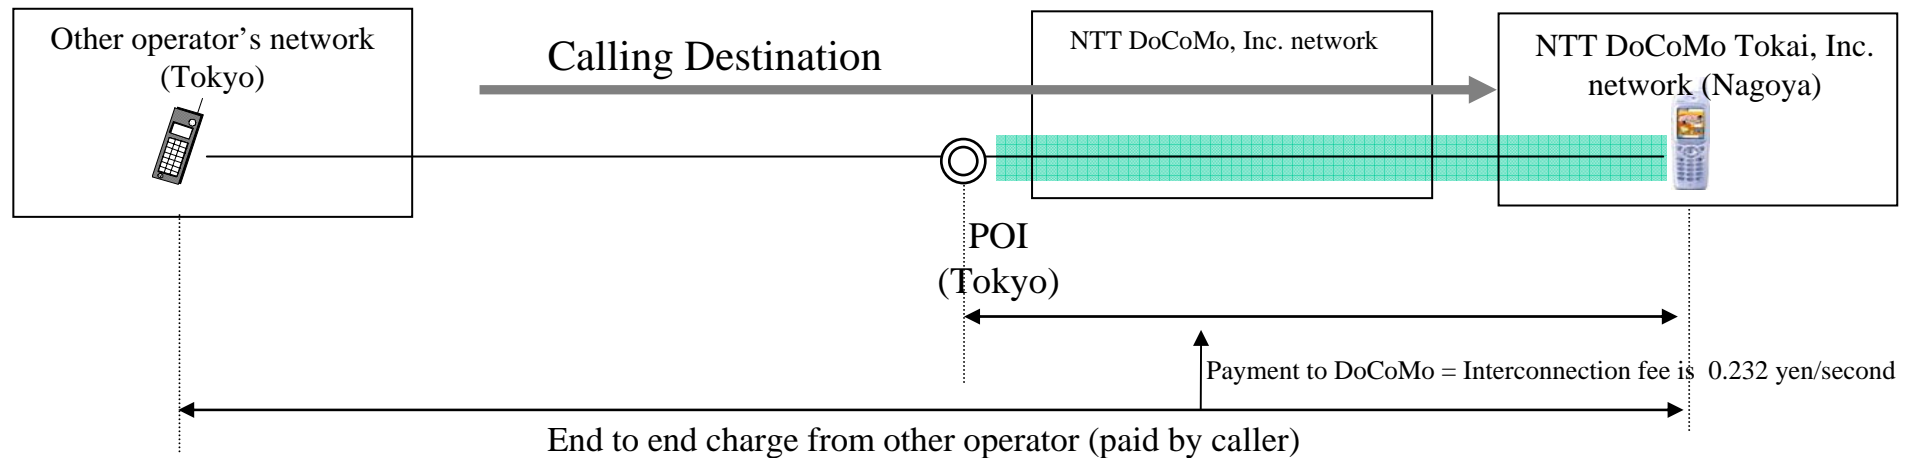 Other operator’s network
(Tokyo)
Calling Destination
NTT DoCoMo, Inc. network
NTT DoCoMo Tokai, Inc.
network (Nagoya)
POI
(Tokyo)
Payment to DoCoMo = Interconnection fee is 0.232 yen/second
End to end charge from other operator (paid by caller)